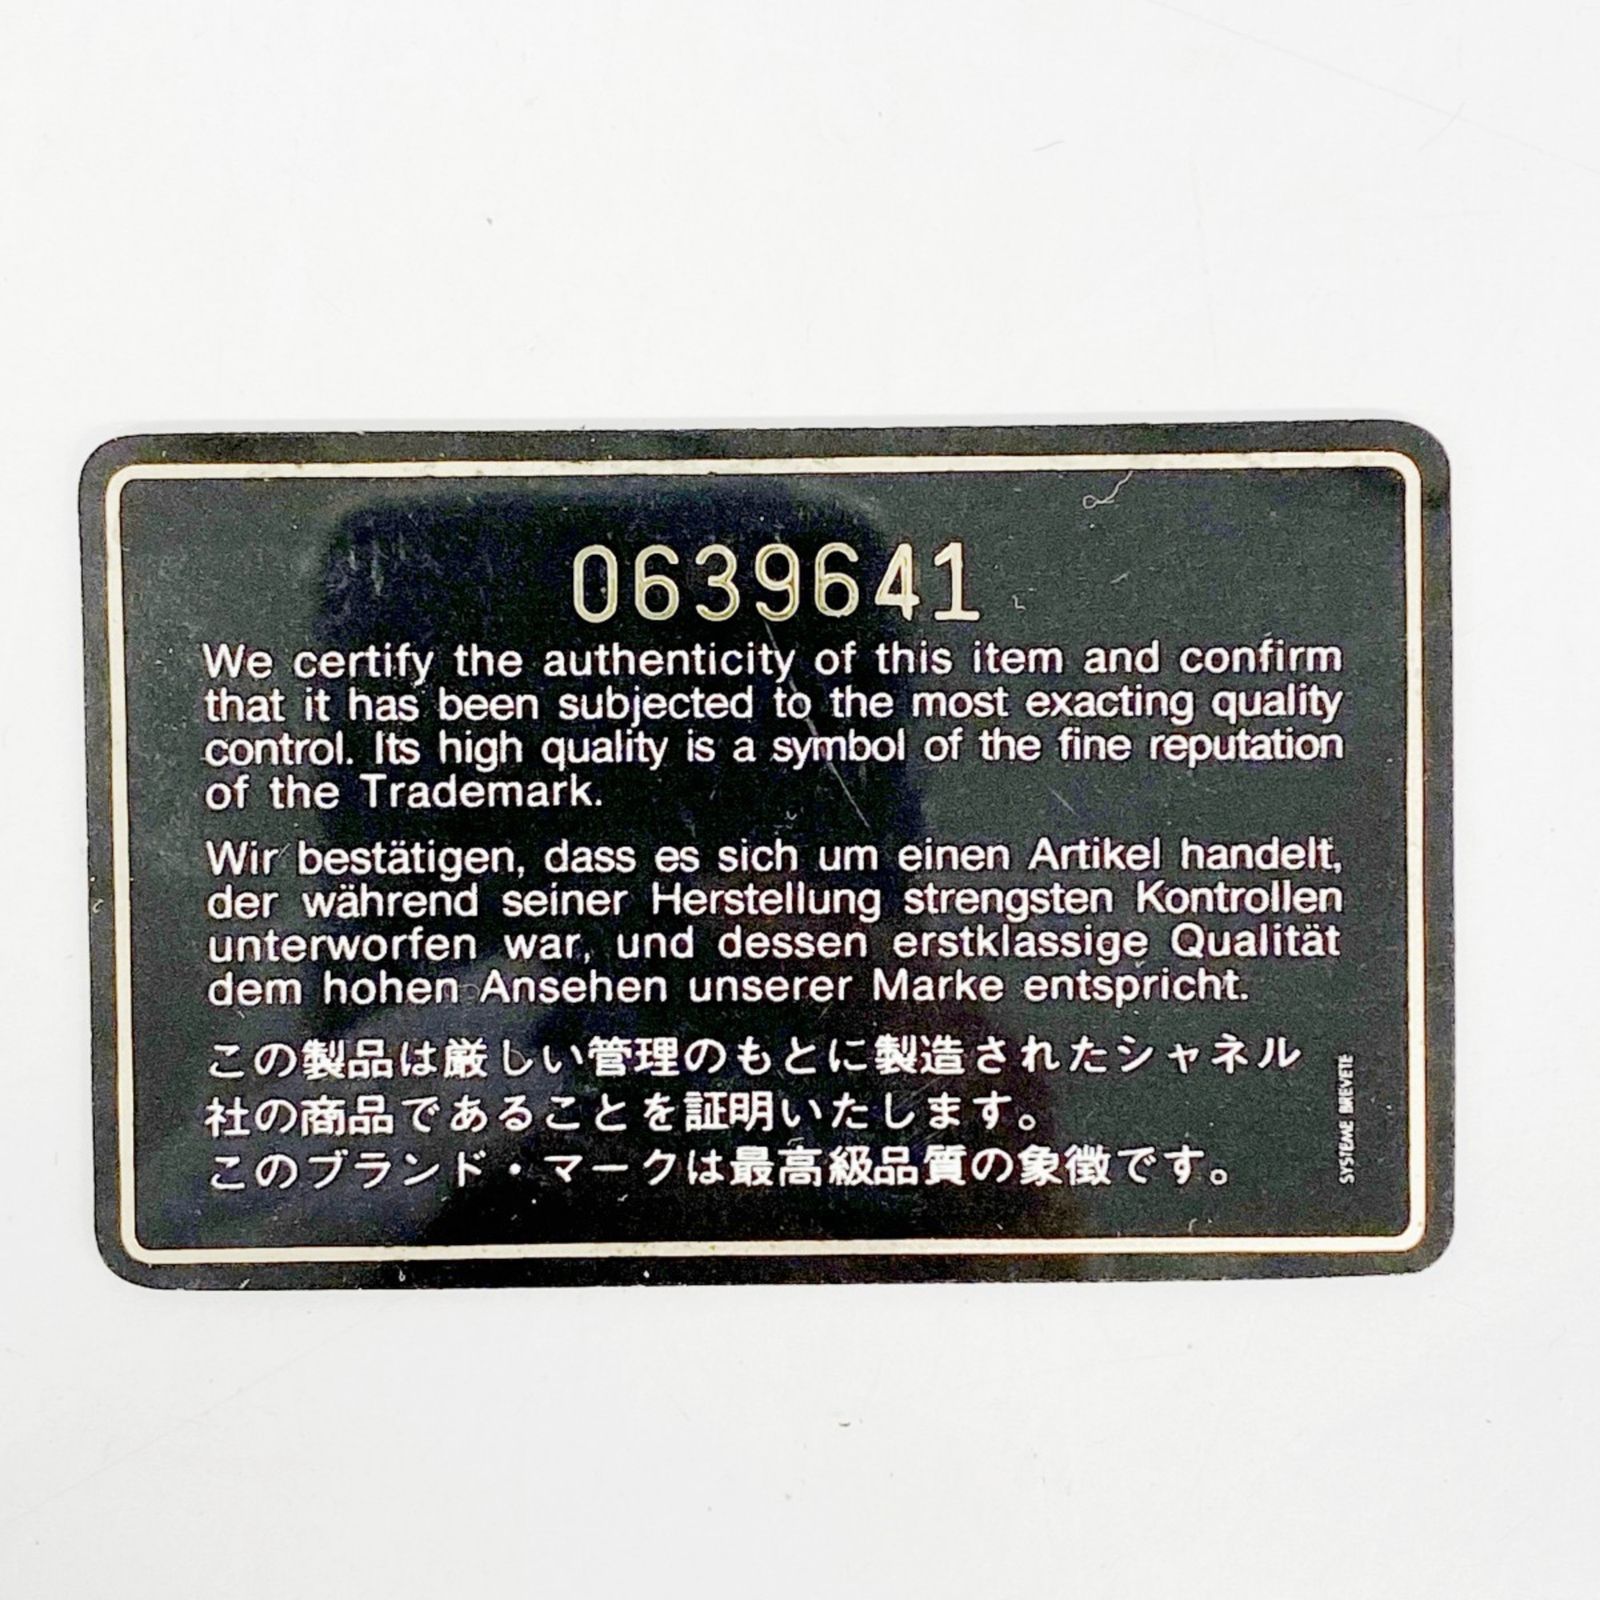 0639641
We certify the authenticity of this item and confirm
that it has been subjected to the most exacting quality
control. Its high quality is a symbol of the fine reputation
of the Trademark.
Wir bestätigen, dass es sich um einen Artikel handelt,
der während seiner Herstellung strengsten Kontrollen
unterworfen war, und dessen erstklassige Qualität
dem hohen Ansehen unserer Marke entspricht.
この製品は厳しい管理のもとに製造されたシャネル
社の商品であることを証明いたします。
このブランド・マークは最高級品質の象徴です。
SYSTEME BREVETE